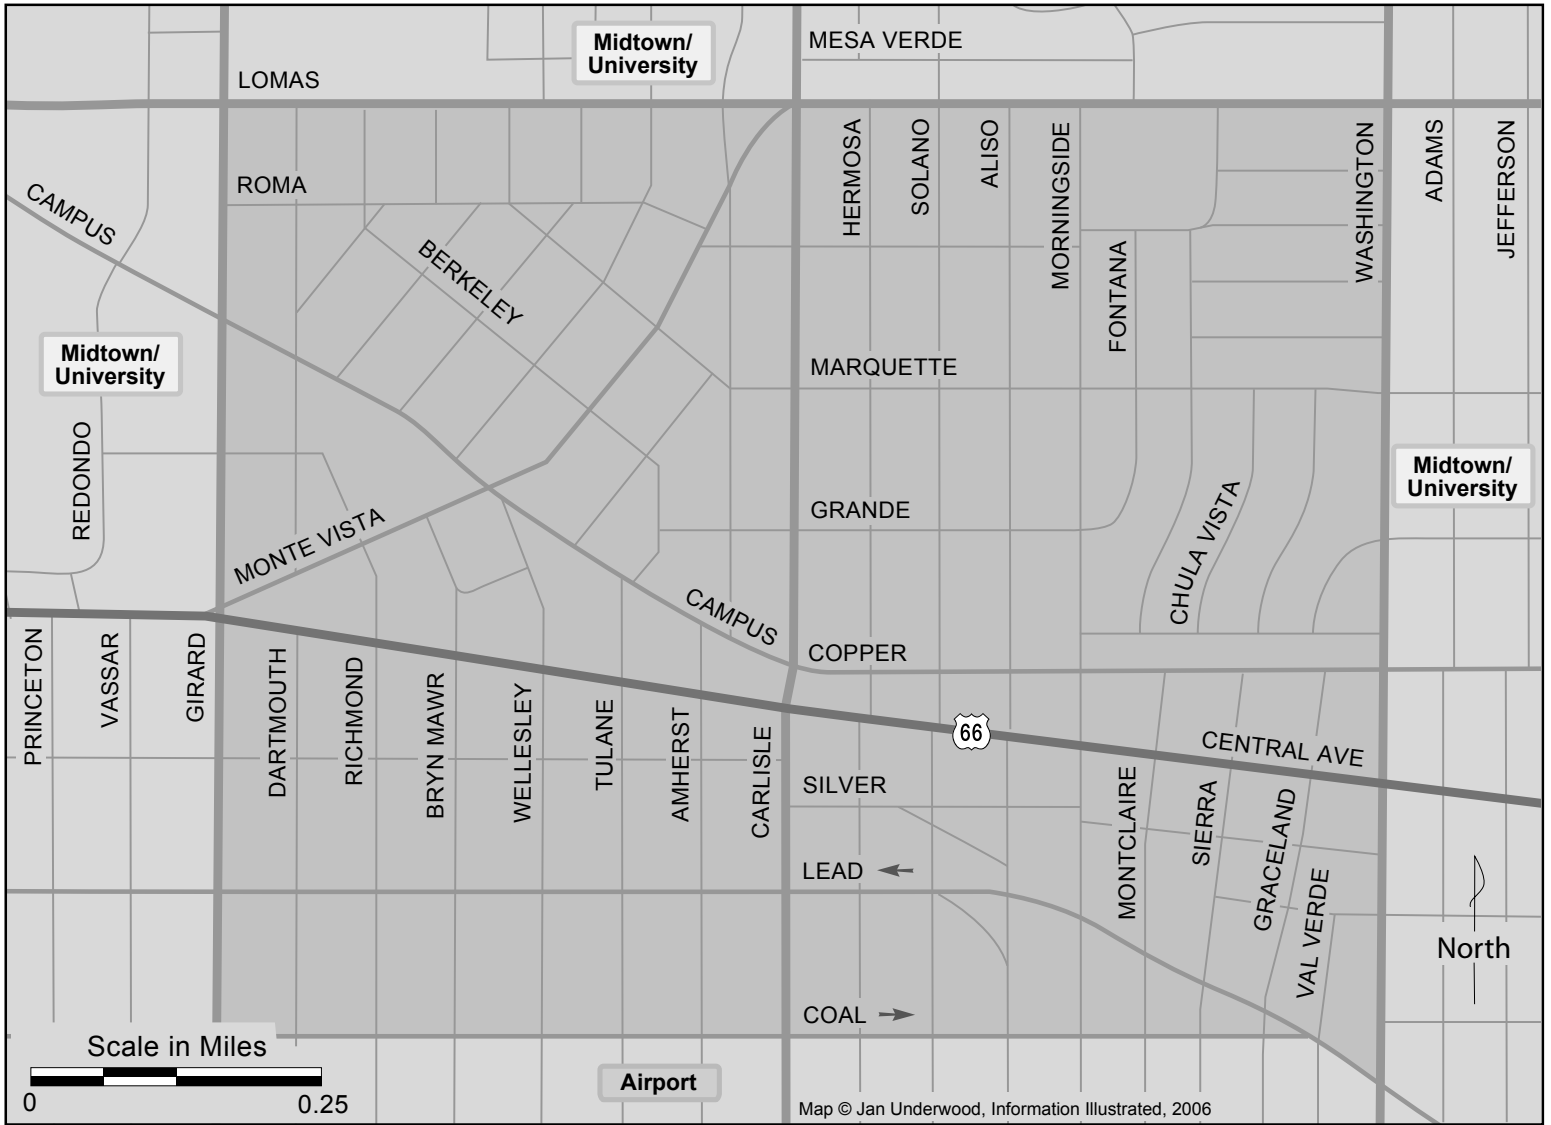 Midtown/
University
MESA VERDE
LOMAS
HERMOSA
SOLANO
ALISO
MORNINGSIDE
WASHINGTON
ADAMS
JEFFERSON
ROMA
CAMPUS
BERKELEY
FONTANA
Midtown/
University
MARQUETTE
REDONDO
Midtown/
University
MONTE VISTA
GRANDE
CHULA VISTA
CAMPUS
COPPER
PRINCETON
VASSAR
GIRARD
DARTMOUTH
RICHMOND
BRYN MAWR
WELLESLEY
TULANE
AMHERST
CARLISLE
66
CENTRAL AVE
SILVER
MONTCLAIRE
SIERRA
GRACELAND
VAL VERDE
LEAD
North
COAL
Scale in Miles
0 0.25
Airport
Map © Jan Underwood, Information Illustrated, 2006